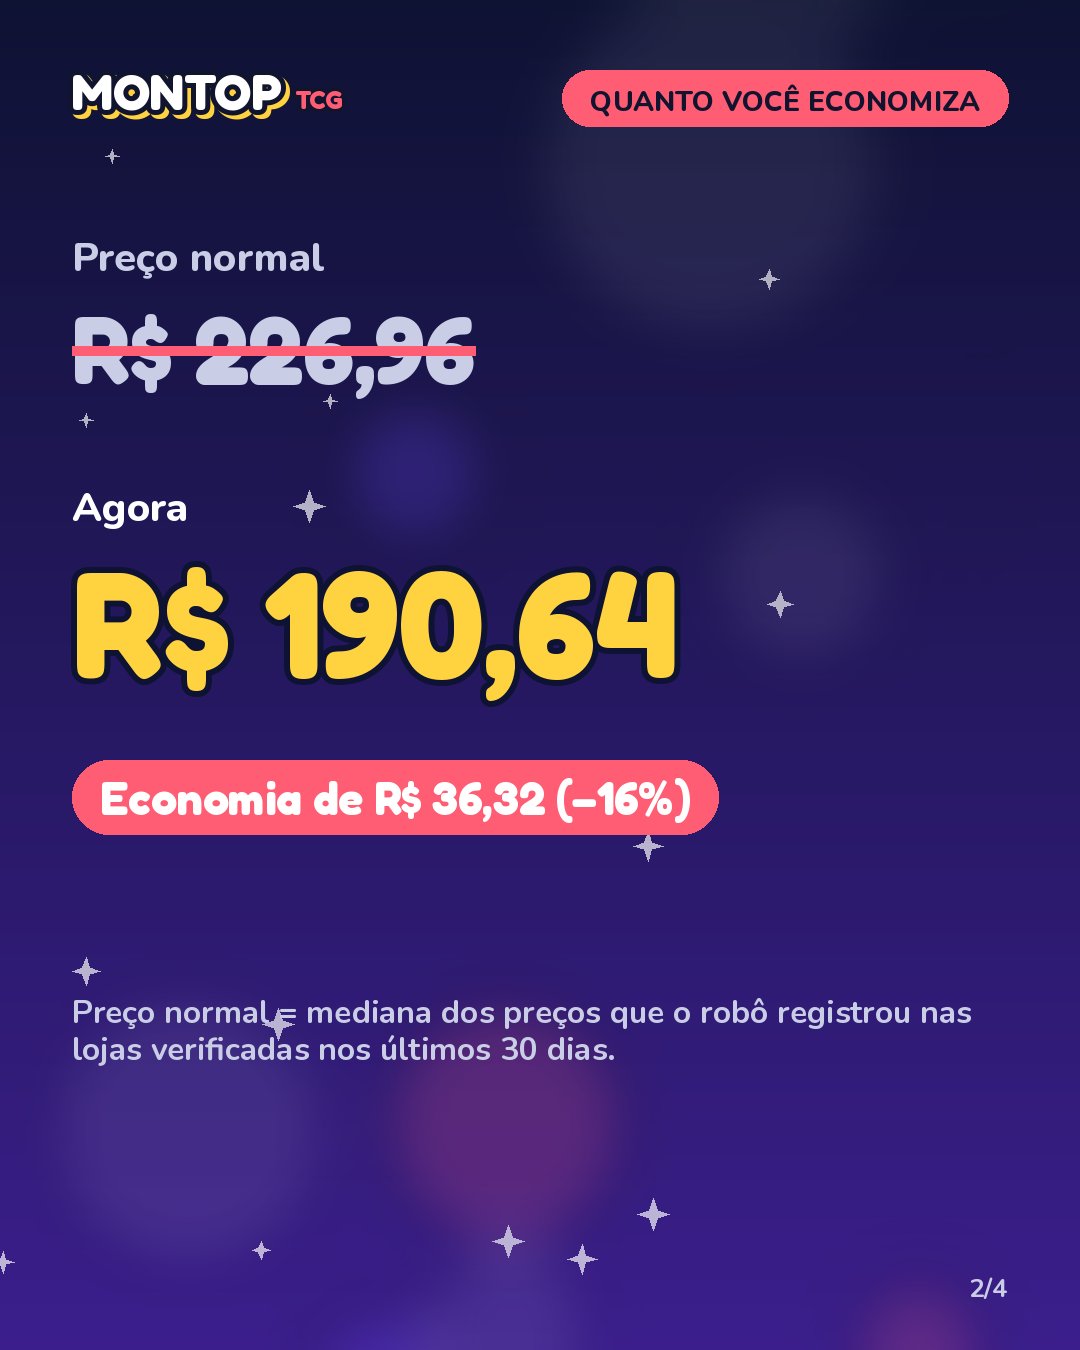 MONTOP TCG
QUANTO VOCÊ ECONOMIZA
Preço normal
R$ 226,96
Agora
R$ 190,64
Economia de R$ 36,32 (–16%)
Preço normal = mediana dos preços que o robô registrou nas
lojas verificadas nos últimos 30 dias.
2/4